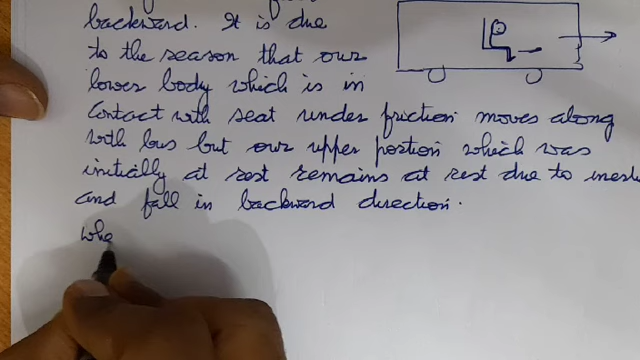 backward. It is due
to the reason that our
lower body which is in
Contact with seat under friction moves along
with bus but our upper portion which was
initially at rest remains at rest due to inerti
and fall in backward direction.
whe